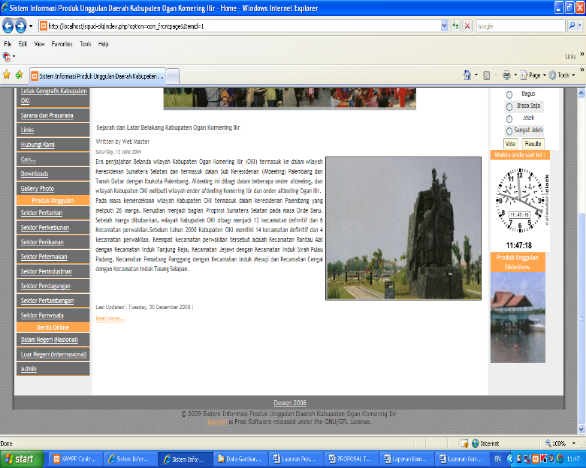 Sistem Informasi Produk Unggulan Daerah Kabupaten Ogan Komering Ilir - Home - Windows Internet Explorer
http://localhost/sipud-oki/index.php?option=com_frontpage&Itemid=1
Google
File Edit View Favorites Tools Help
Links
Sistem Informasi Produk Unggulan Daerah Kabupaten ...
Page Tools
Letak Geografis Kabupaten
OKI
Sarana dan Prasarana
Links
Hubungi Kami
Cari...
Downloads
Gallery Photo
Produk Unggulan
Sektor Pertanian
Sektor Perkebunan
Sektor Perikanan
Sektor Peternakan
Sektor Perindustrian
Sektor Perdagangan
Sektor Pertambangan
Sektor Pariwisata
Berita Online
Dalam Negeri (Nasional)
Luar Negeri (Internasional)
Admin
Sejarah dan Latar Belakang Kabupaten Ogan Komering Ilir
Written by Web Master
Saturday, 12 June 2004
Era penjajahan Belanda wilayah Kabupaten Ogan Komering Ilir (OKI) termasuk ke dalam wilayah
Keresidenan Sumatera Selatan dan termasuk dalam Sub Keresidenan (Afdeeling) Palembang dan
Tanah Datar dengan Ibukota Palembang. Afdeeling ini dibagi dalam beberapa onder afdeeling, dan
wilayah Kabupaten OKI meliputi wilayah onder afdeeling Komering Ilir dan onder afdeeling Ogan Ilir.
Pada masa kemerdekaan wilayah Kabupaten OKI termasuk dalam keresidenan Palembang yang
meliputi 26 marga. Kemudian menjadi bagian Propinsi Sumatera Selatan pada masa Orde Baru.
Setelah marga dibubarkan, wilayah Kabupaten OKI dibagi menjadi 12 kecamatan definitif dan 6
Kecamatan perwakilan.Sebelum tahun 2000 Kabupaten OKI memiliki 14 kecamatan definitif dan 4
kecamatan perwakilan. Keempat kecamatan perwakilan tersebut adalah Kecamatan Rantau Alai
dengan Kecamatan Induk Tanjung Raja, Kecamatan Jejawi dengan Kecamatan Induk Sirah Pulau
Padang, Kecamatan Pematang Panggang dengan Kecamatan Induk Mesuji dan Kecamatan Cengal
dengan Kecamatan Induk Tulung Selapan.
Last Updated ( Tuesday, 30 December 2008 )
Read more...
Bagus
Biasa Saja
Jelek
Sangat Jelek
Vote Results
Waktu anda saat ini :
11:47:18
11:47:18
Produk Unggulan
Slideshow
Design 2008
© 2009 Sistem Informasi Produk Unggulan Daerah Kabupaten Ogan Komering Ilir
is Free Software released under the GNU/GPL License.
Done
Internet
100%
start
XAMPP Contr...
Sistem Infor...
Sistem Infor...
Data Gambar...
Laporan Pen...
PROPOSAL T...
Laporan Kem...
Laporan Kem...
EN
11:47